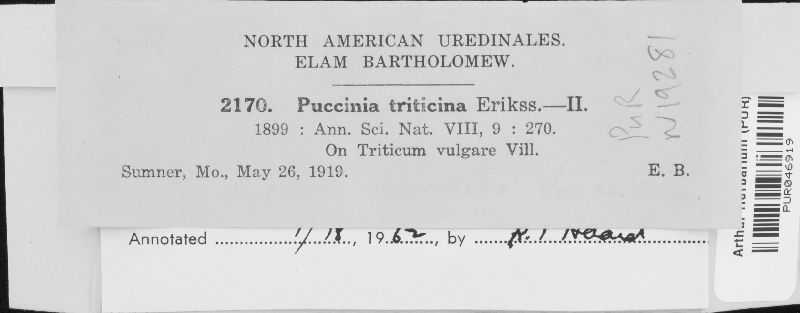 NORTH AMERICAN UREDINALES.
ELAM BARTHOLOMEW.
2170. Puccinia triticina Erikss.—II.
1899 : Ann. Sci. Nat. VIII, 9 : 270.
On Triticum vulgare Vill.
Sumner, Mo., May 26, 1919.
E. B.
PUR
N19281
Annotated 1/18, 1962, by
Arthur Herbarium (PUR)
PUR046919